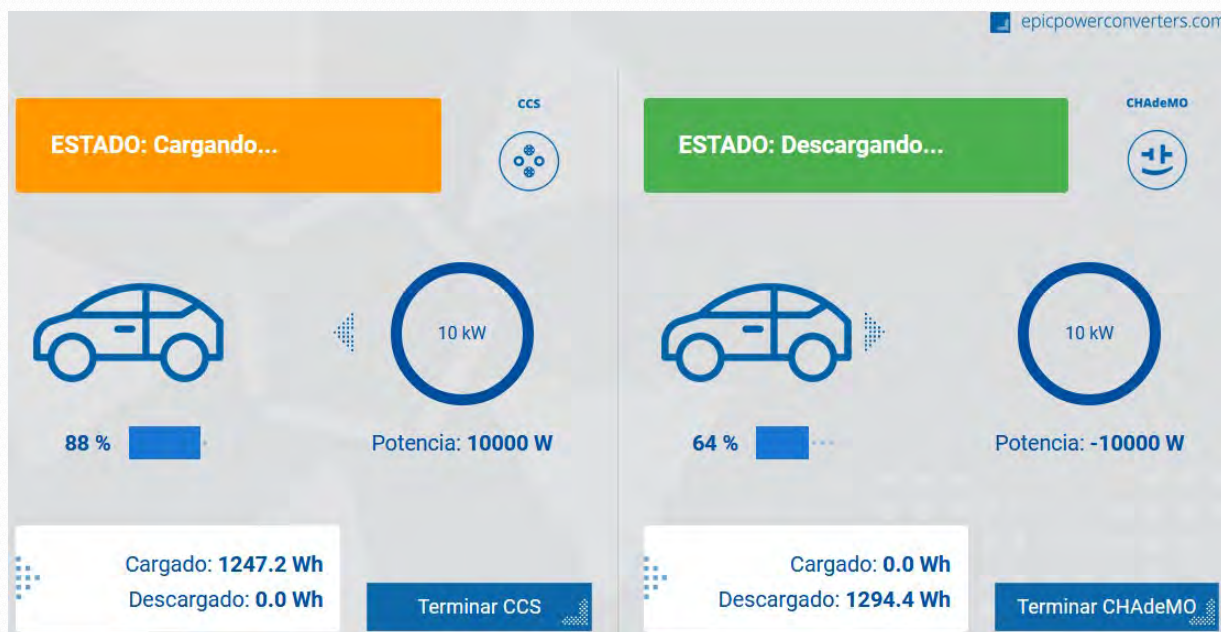 epicpowerconverters.com
ESTADO: Cargando...
CCS
10 kW
88 %
Potencia: 10000 W
Cargado: 1247.2 Wh
Descargado: 0.0 Wh
Terminar CCS
ESTADO: Descargando...
CHAdeMO
10 kW
64 %
Potencia: -10000 W
Cargado: 0.0 Wh
Descargado: 1294.4 Wh
Terminar CHAdeMO